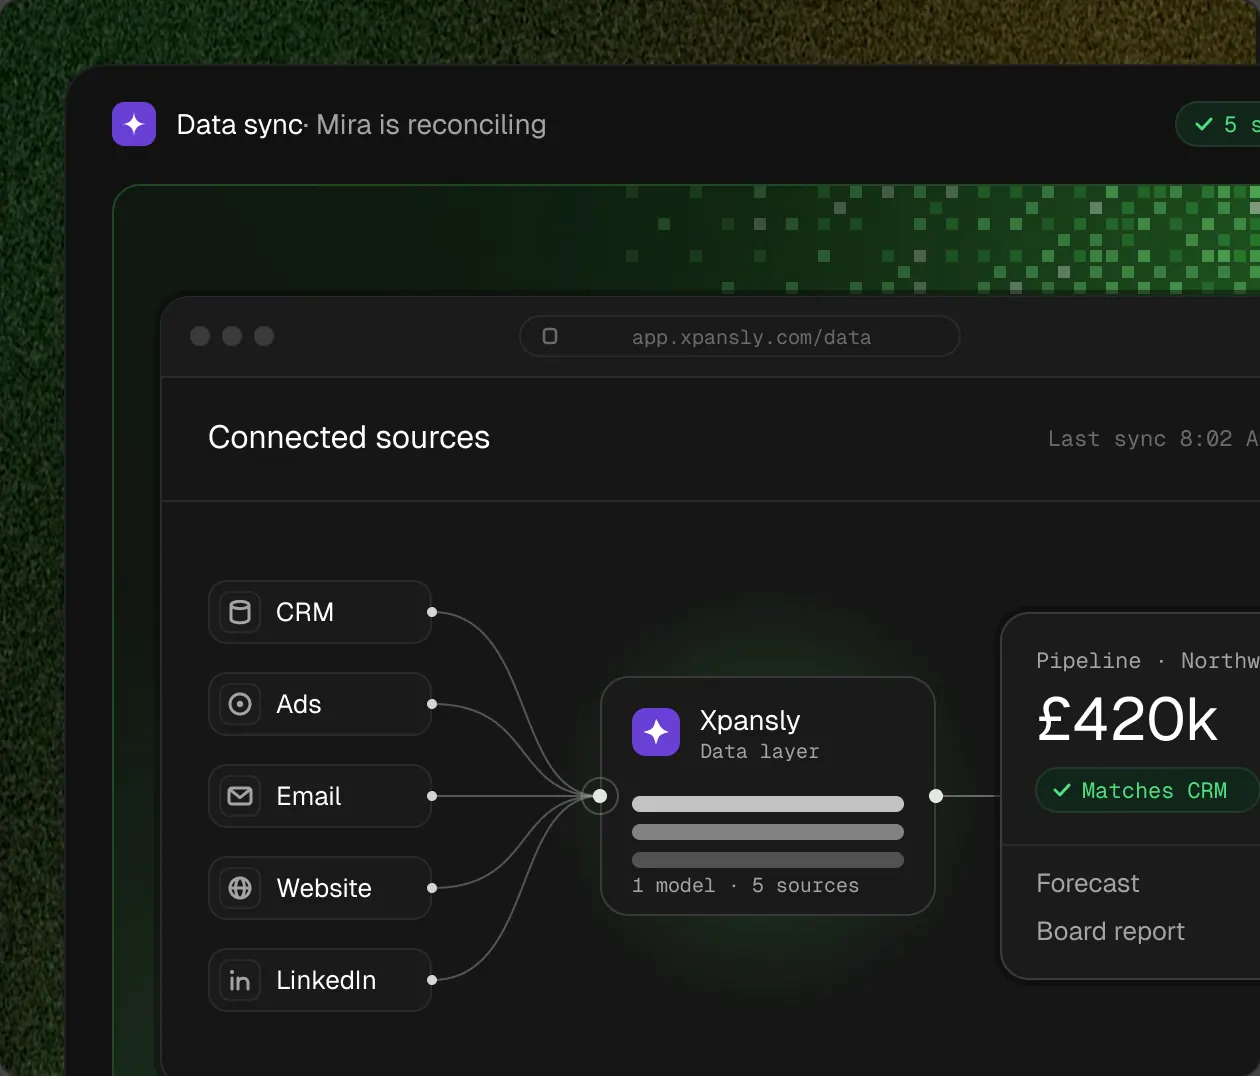 Data sync· Mira is reconciling
5
app.xpansly.com/data
Connected sources
Last sync 8:02
CRM
Ads
Email
Website
LinkedIn
Xpansly
Data layer
1 model · 5 sources
Pipeline ·
£420k
Matches CRM
Forecast
Board report